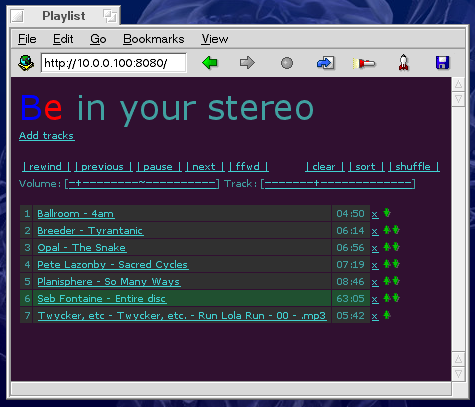 Playlist
File Edit Go Bookmarks View
http://10.0.0.100:8080/
Be in your stereo
Add tracks
| rewind | | previous | | pause | | next | | ffwd | | clear | | sort | | shuffle |
Volume:[—+————————~——————————] Track:[———————+—————————————]
1 Ballroom - 4am 04:50 x
2 Breeder - Tyrantanic 06:14 x
3 Opal - The Snake 06:56 x
4 Pete Lazonby - Sacred Cycles 07:19 x
5 Planisphere - So Many Ways 08:46 x
6 Seb Fontaine - Entire disc 63:05 x
7 Twycker, etc - Twycker, etc. - Run Lola Run - 00 - .mp3 05:42 x